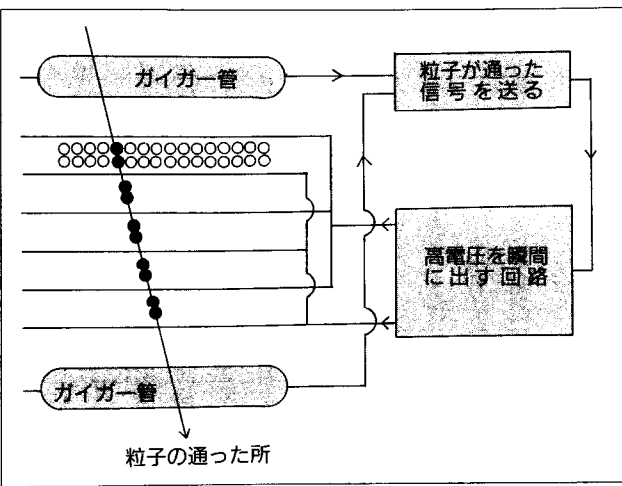 ガイガー管
粒子が通った
信号を送る
高電圧を瞬間
に出す回路
ガイガー管
粒子の通った所